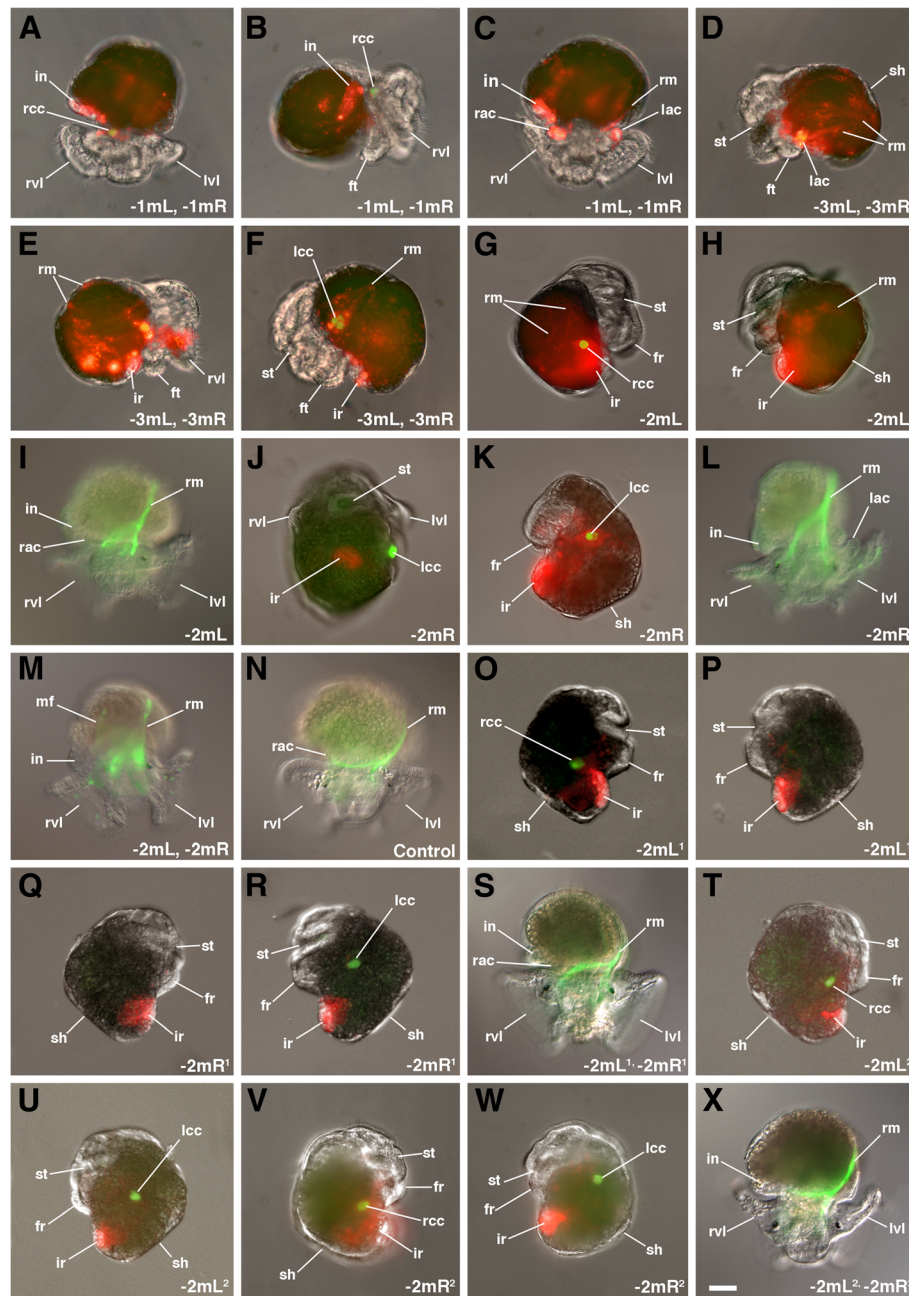 A
in
rcc
rvl
lvl
-1mL, -1mR
B
in
rcc
rvl
ft
-1mL, -1mR
C
in
rm
rac
lac
rvl
lvl
-1mL, -1mR
D
sh
st
rm
ft
lac
-3mL, -3mR
E
rm
ir
ft
rvl
-3mL, -3mR
F
lcc
rm
st
ft
ir
-3mL, -3mR
G
rm
st
fr
rcc
ir
-2mL
H
rm
st
fr
ir
sh
-2mL
I
rm
in
rac
rvl
lvl
-2mL
J
st
rvl
lvl
ir
lcc
-2mR
K
lcc
fr
ir
sh
-2mR
L
rm
lac
in
rvl
lvl
-2mR
M
mf
rm
in
rvl
lvl
-2mL, -2mR
N
rm
rac
rvl
lvl
Control
O
rcc
st
fr
ir
sh
-2mL¹
P
st
fr
ir
sh
-2mL¹
Q
st
fr
sh
ir
-2mR¹
R
lcc
st
fr
ir
sh
-2mR¹
S
in
rm
rac
rvl
lvl
-2mL¹, -2mR¹
T
st
fr
rcc
sh
ir
-2mL²
U
lcc
st
fr
ir
sh
-2mL²
V
st
fr
rcc
sh
ir
-2mR²
W
lcc
st
fr
ir
sh
-2mR²
X
rm
in
rvl
lvl
-2mL², -2mR²